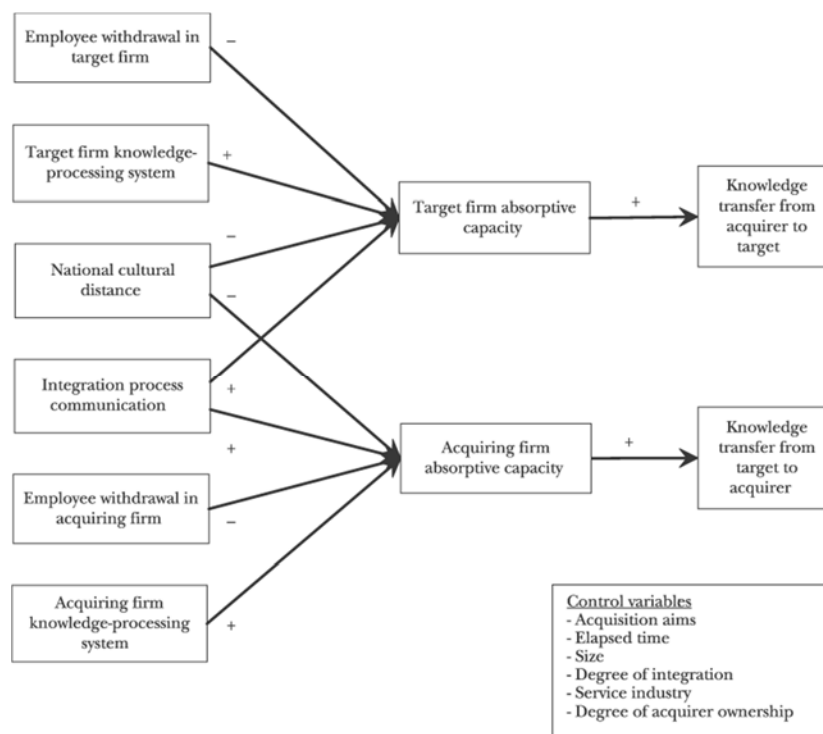 Employee withdrawal in
target firm
−
Target firm knowledge-
processing system
+
National cultural
distance
−
−
Integration process
communication
+
+
Employee withdrawal in
acquiring firm
−
Acquiring firm
knowledge-processing
system
+
Target firm absorptive
capacity
+
Acquiring firm
absorptive capacity
+
Knowledge
transfer from
acquirer to
target
Knowledge
transfer from
target to
acquirer
Control variables
- Acquisition aims
- Elapsed time
- Size
- Degree of integration
- Service industry
- Degree of acquirer ownership